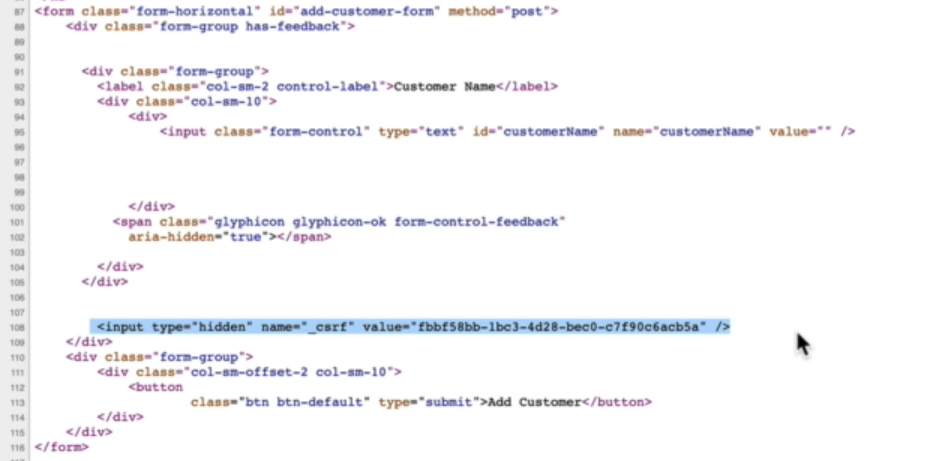 87 <form class="form-horizontal" id="add-customer-form" method="post">
88 <div class="form-group has-feedback">
89
90
91 <div class="form-group">
92 <label class="col-sm-2 control-label">Customer Name</label>
93 <div class="col-sm-10">
94 <div>
95 <input class="form-control" type="text" id="customerName" name="customerName" value="" />
96
97
98
99
100 </div>
101 <span class="glyphicon glyphicon-ok form-control-feedback"
102 aria-hidden="true"></span>
103
104 </div>
105 </div>
106
107
108 <input type="hidden" name="_csrf" value="fbbf58bb-1bc3-4d28-bec0-c7f90c6acb5a" />
109 </div>
110 <div class="form-group">
111 <div class="col-sm-offset-2 col-sm-10">
112 <button
113 class="btn btn-default" type="submit">Add Customer</button>
114 </div>
115 </div>
116 </form>